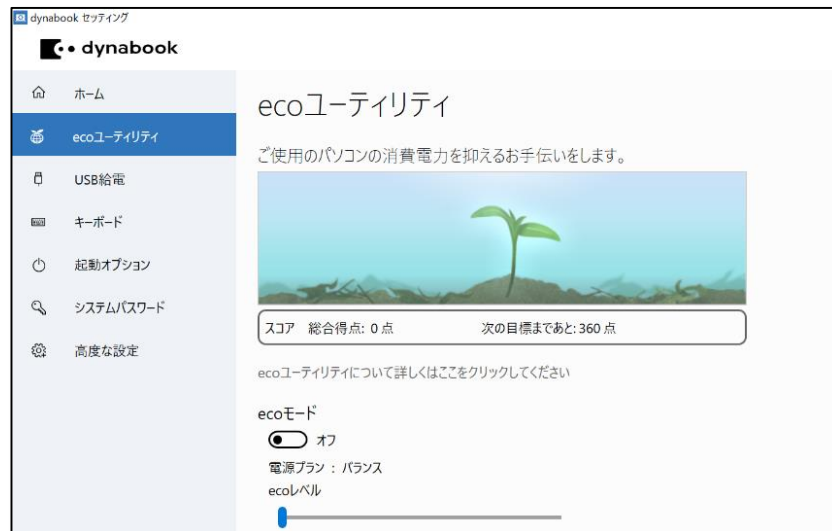 dynabook セッティング
dynabook
ホーム
ecoユーティリティ
USB給電
キーボード
起動オプション
システムパスワード
高度な設定
ecoユーティリティ
ご使用のパソコンの消費電力を抑えるお手伝いをします。
スコア 総合得点: 0 点 次の目標まであと: 360 点
ecoユーティリティについて詳しくはここをクリックしてください
ecoモード
オフ
電源プラン : バランス
ecoレベル